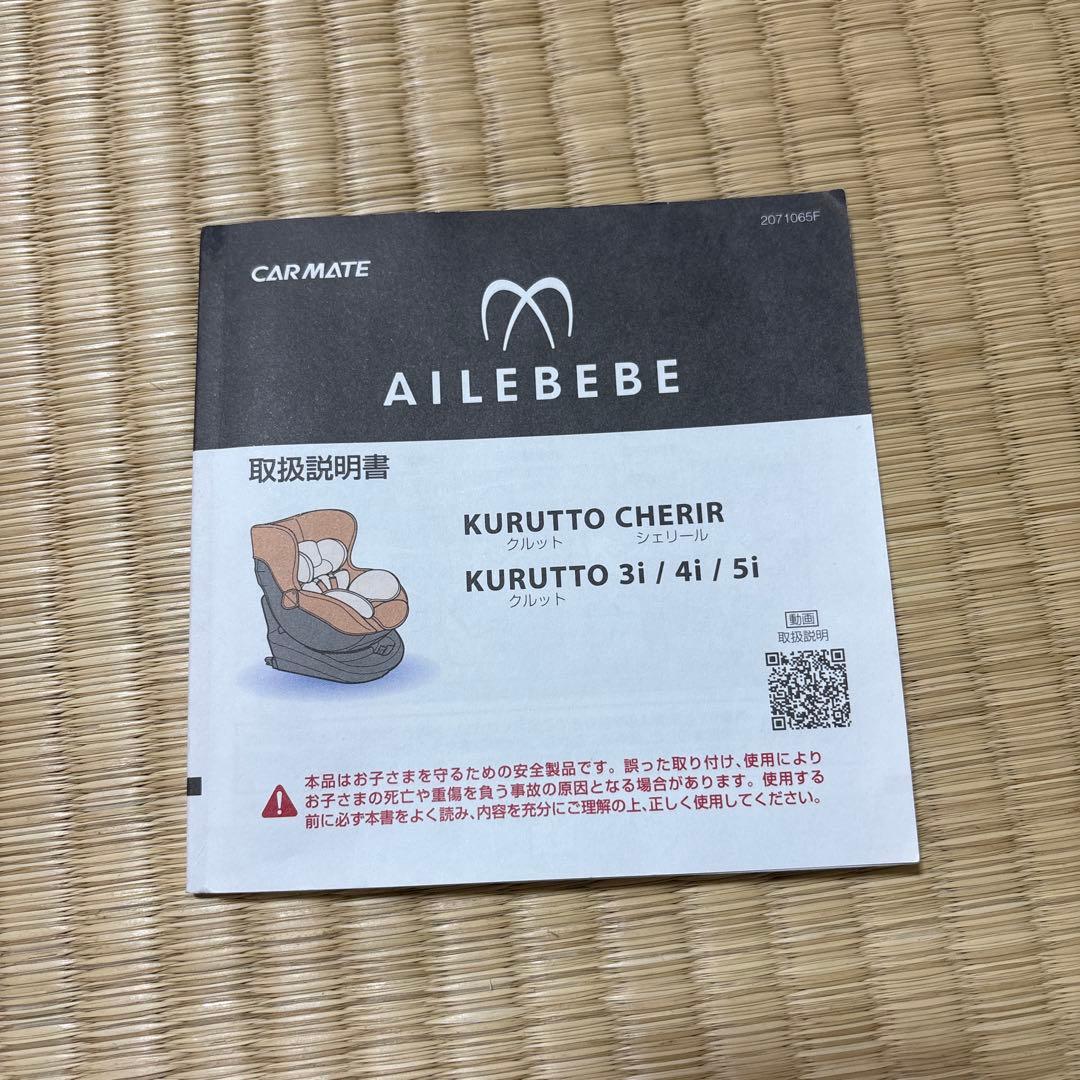 2071065F
CARMATE
AILEBEBE
取扱説明書
KURUTTO CHERIR
クルット シェリール
KURUTTO 3i / 4i / 5i
クルット
動画
取扱説明
本品はお子さまを守るための安全製品です。誤った取り付け、使用により
お子さまの死亡や重傷を負う事故の原因となる場合があります。使用する
前に必ず本書をよく読み、内容を充分にご理解の上、正しく使用してください。